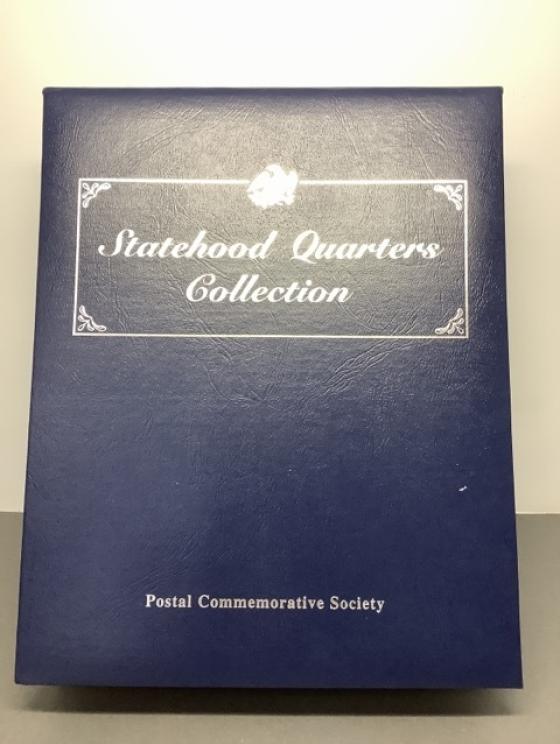 Statehood Quarters
Collection
Postal Commemorative Society